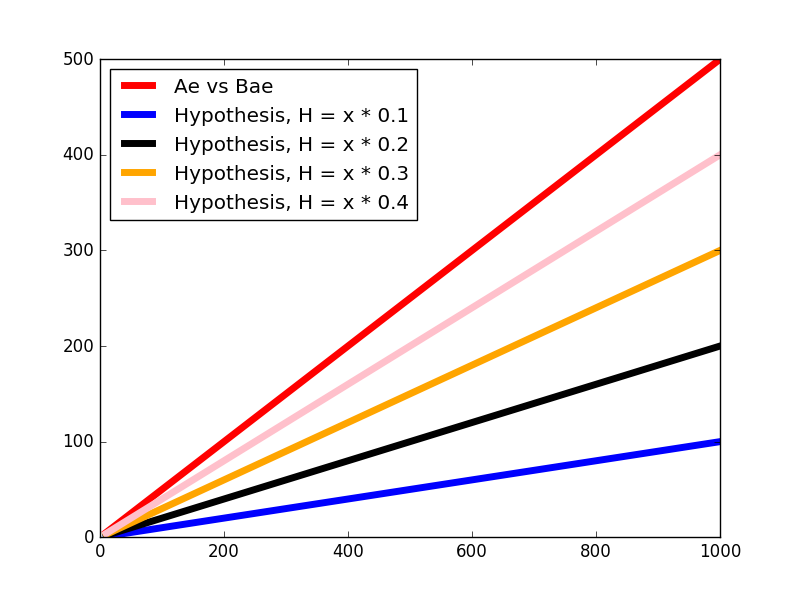 500
400
300
200
100
0
Ae vs Bae
Hypothesis, H = x * 0.1
Hypothesis, H = x * 0.2
Hypothesis, H = x * 0.3
Hypothesis, H = x * 0.4
0 200 400 600 800 1000